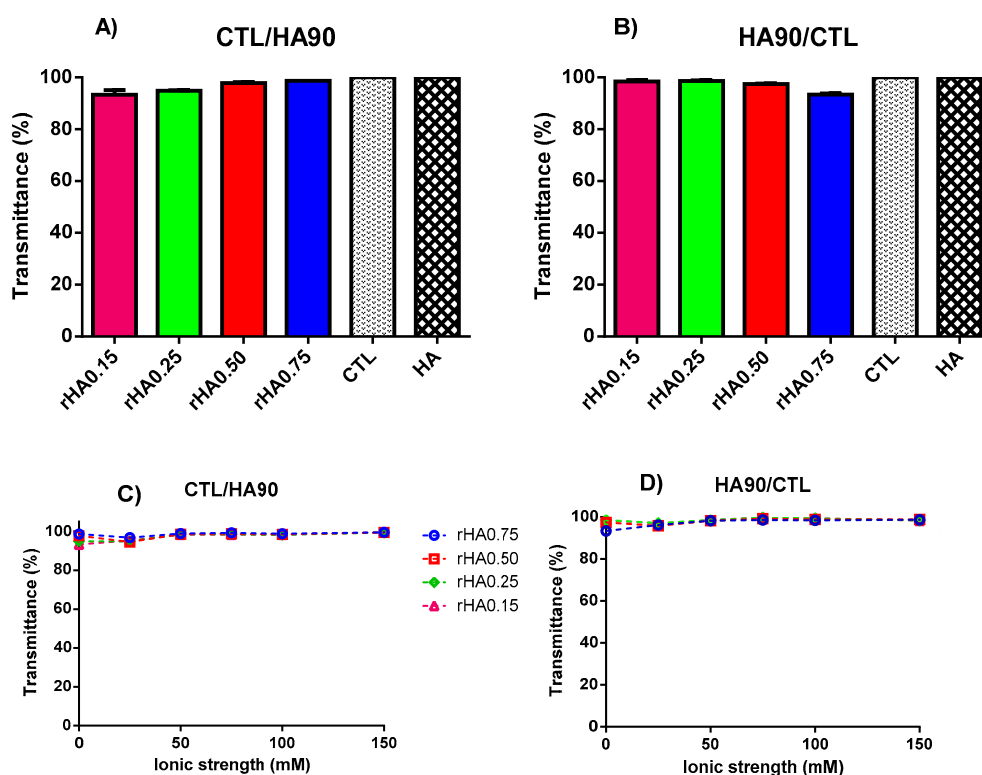 A)
CTL/HA90
Transmittance (%)
100
80
60
40
20
0
rHA0.15
rHA0.25
rHA0.50
rHA0.75
CTL
HA
B)
HA90/CTL
Transmittance (%)
100
80
60
40
20
0
rHA0.15
rHA0.25
rHA0.50
rHA0.75
CTL
HA
C)
CTL/HA90
Transmittance (%)
100
80
60
40
20
0
0
50
100
150
Ionic strength (mM)
rHA0.75
rHA0.50
rHA0.25
rHA0.15
D)
HA90/CTL
Transmittance (%)
100
80
60
40
20
0
0
50
100
150
Ionic strength (mM)